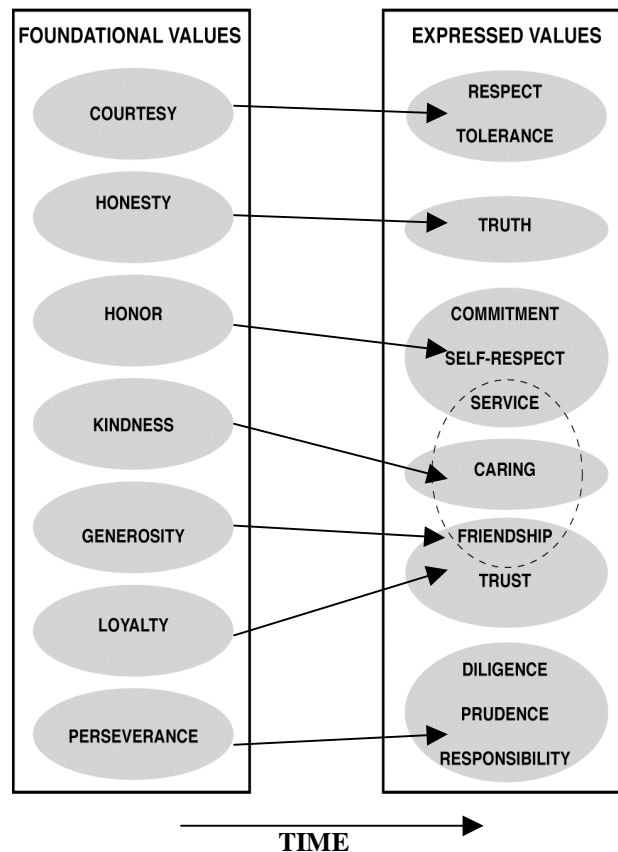 FOUNDATIONAL VALUES
COURTESY
HONESTY
HONOR
KINDNESS
GENEROSITY
LOYALTY
PERSEVERANCE
EXPRESSED VALUES
RESPECT
TOLERANCE
TRUTH
COMMITMENT
SELF-RESPECT
SERVICE
CARING
FRIENDSHIP
TRUST
DILIGENCE
PRUDENCE
RESPONSIBILITY
TIME